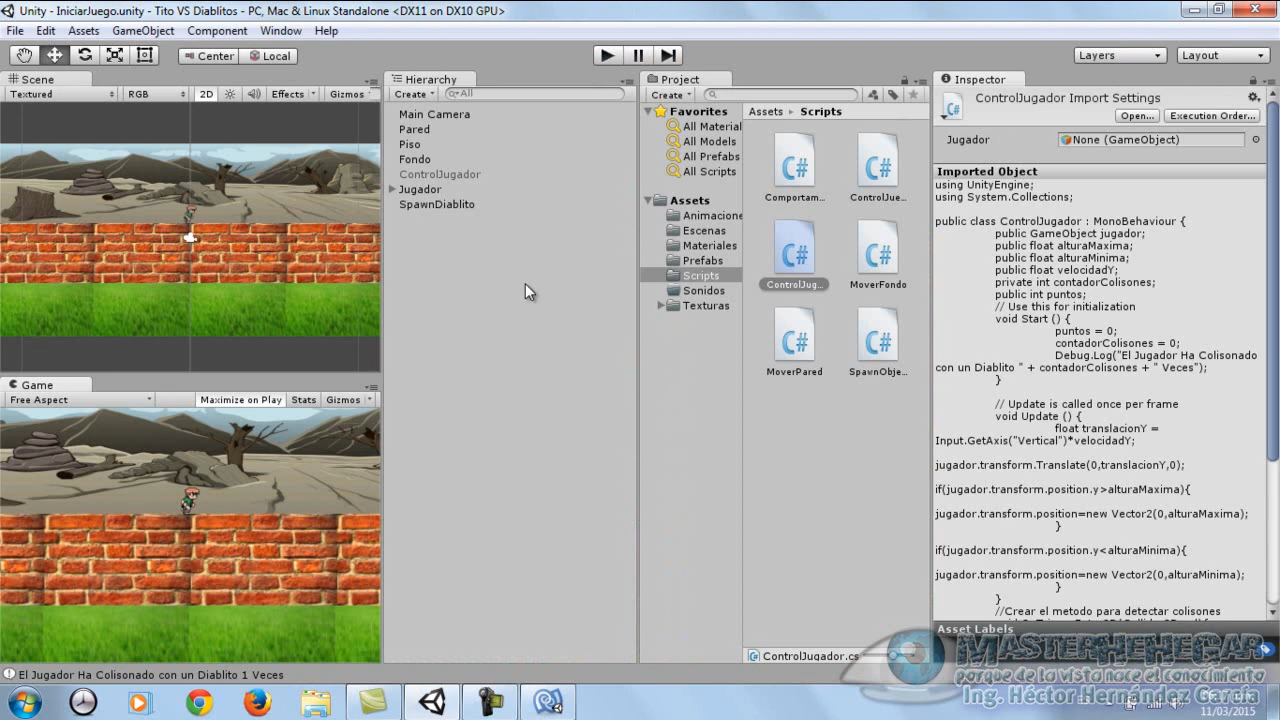 Unity - IniciarJuego.unity - Tito VS Diablitos - PC, Mac & Linux Standalone <DX11 on DX10 GPU>
File Edit Assets GameObject Component Window Help
Center Local Layers Layout
Scene
Textured RGB 2D Effects Gizmos
Hierarchy
Create All
Main Camera
Pared
Piso
Fondo
ControlJugador
Jugador
SpawnDiablito
Game
Free Aspect Maximize on Play Stats Gizmos
Project
Create
Favorites
All Material
All Models
All Prefabs
All Scripts
Assets
Animacione
Escenas
Materiales
Prefabs
Scripts
Sonidos
Texturas
Assets Scripts
C# C#
Comportam... ControlJue...
C# C#
ControlJug... MoverFondo
C# C#
MoverPared SpawnObje...
ControlJugador.cs
Inspector
ControlJugador Import Settings
C#
Open... Execution Order...
Jugador None (GameObject)
Imported Object
using UnityEngine;
using System.Collections;
public class ControlJugador : MonoBehaviour {
public GameObject jugador;
public float alturaMaxima;
public float alturaMinima;
public float velocidadY;
private int contadorColisones;
public int puntos;
// Use this for initialization
void Start () {
puntos = 0;
contadorColisones = 0;
Debug.Log("El Jugador Ha Colisonado
con un Diablito " + contadorColisones + " Veces");
}
// Update is called once per frame
void Update () {
float translacionY =
Input.GetAxis("Vertical")*velocidadY;
jugador.transform.Translate(0,translacionY,0);
if(jugador.transform.position.y>alturaMaxima){
jugador.transform.position=new Vector2(0,alturaMaxima);
}
if(jugador.transform.position.y<alturaMinima){
jugador.transform.position=new Vector2(0,alturaMinima);
}
}
//Crear el metodo para detectar colisones
Asset Labels
MASTERHEHEGAR
porque de la vista nace el conocimiento
Ing. Héctor Hernández García
El Jugador Ha Colisonado con un Diablito 1 Veces
11/03/2015